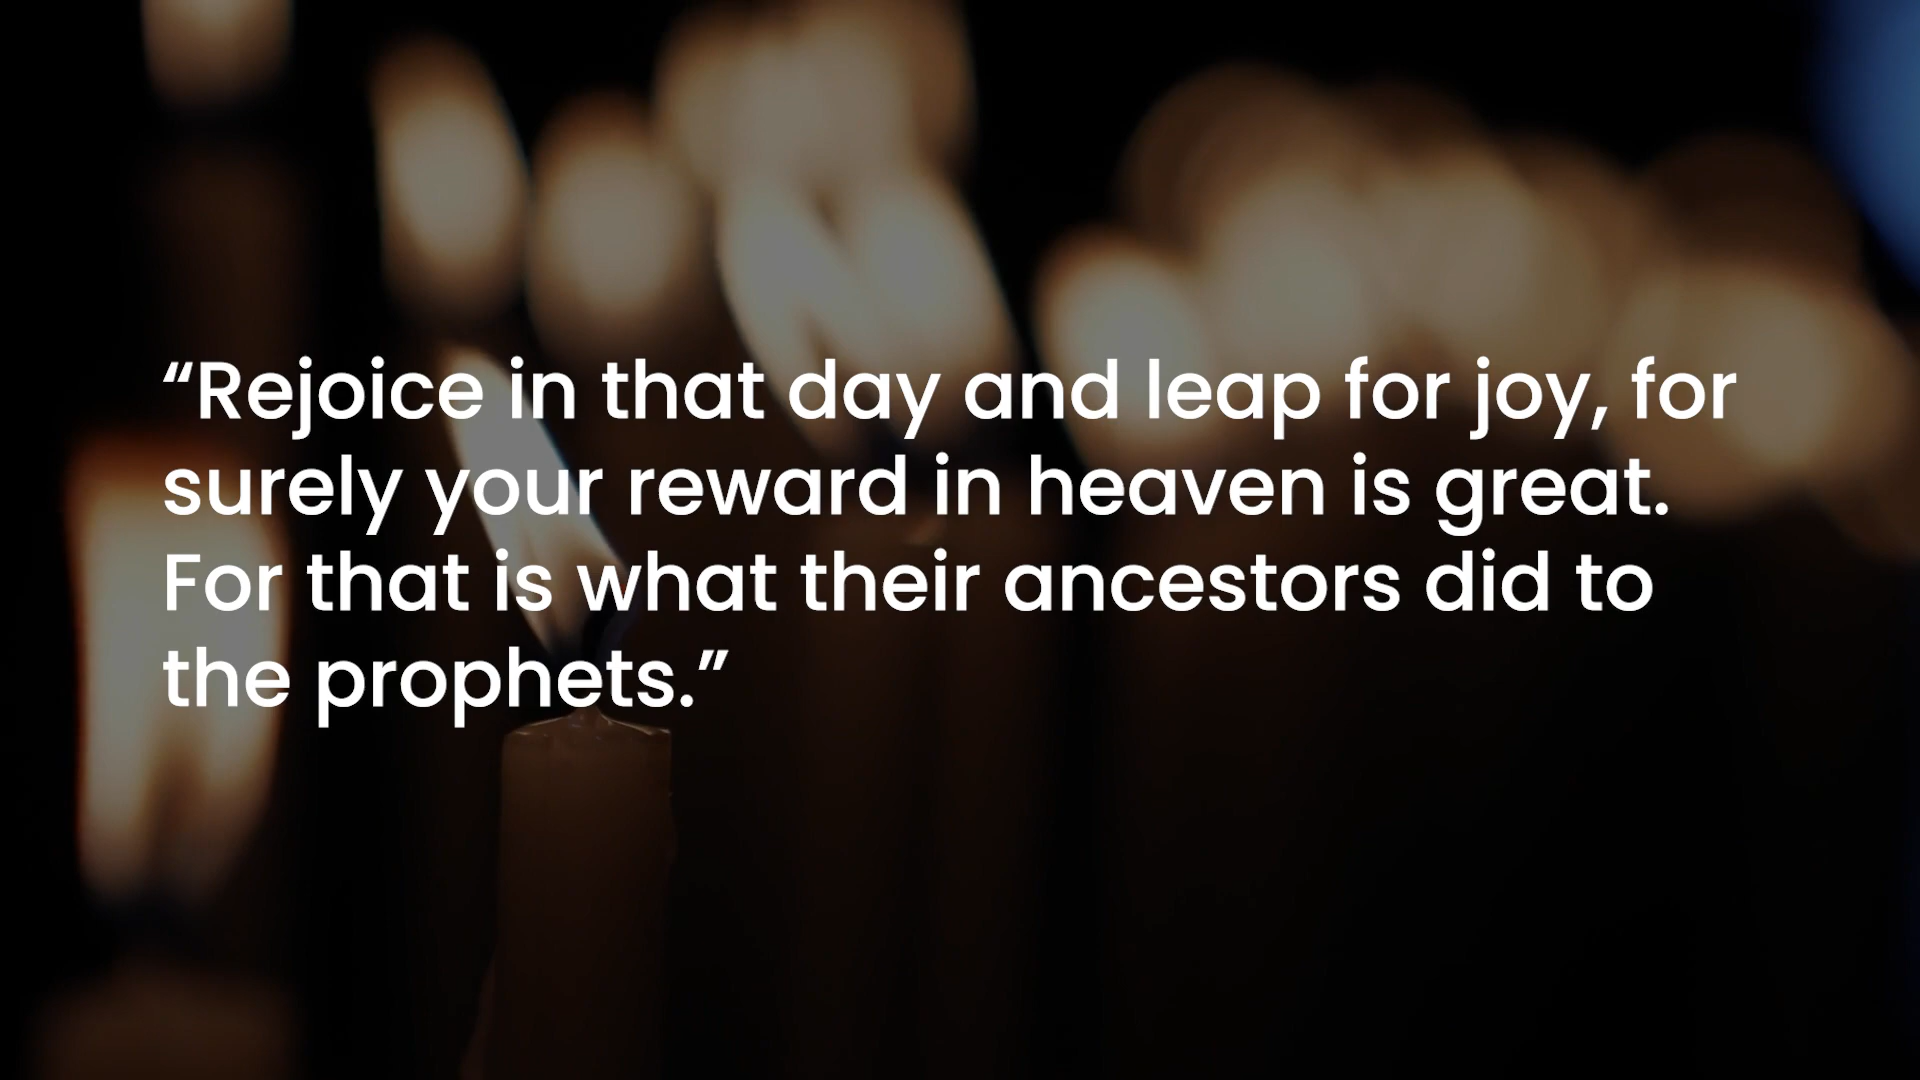 “Rejoice in that day and leap for joy, for
surely your reward in heaven is great.
For that is what their ancestors did to
the prophets.”